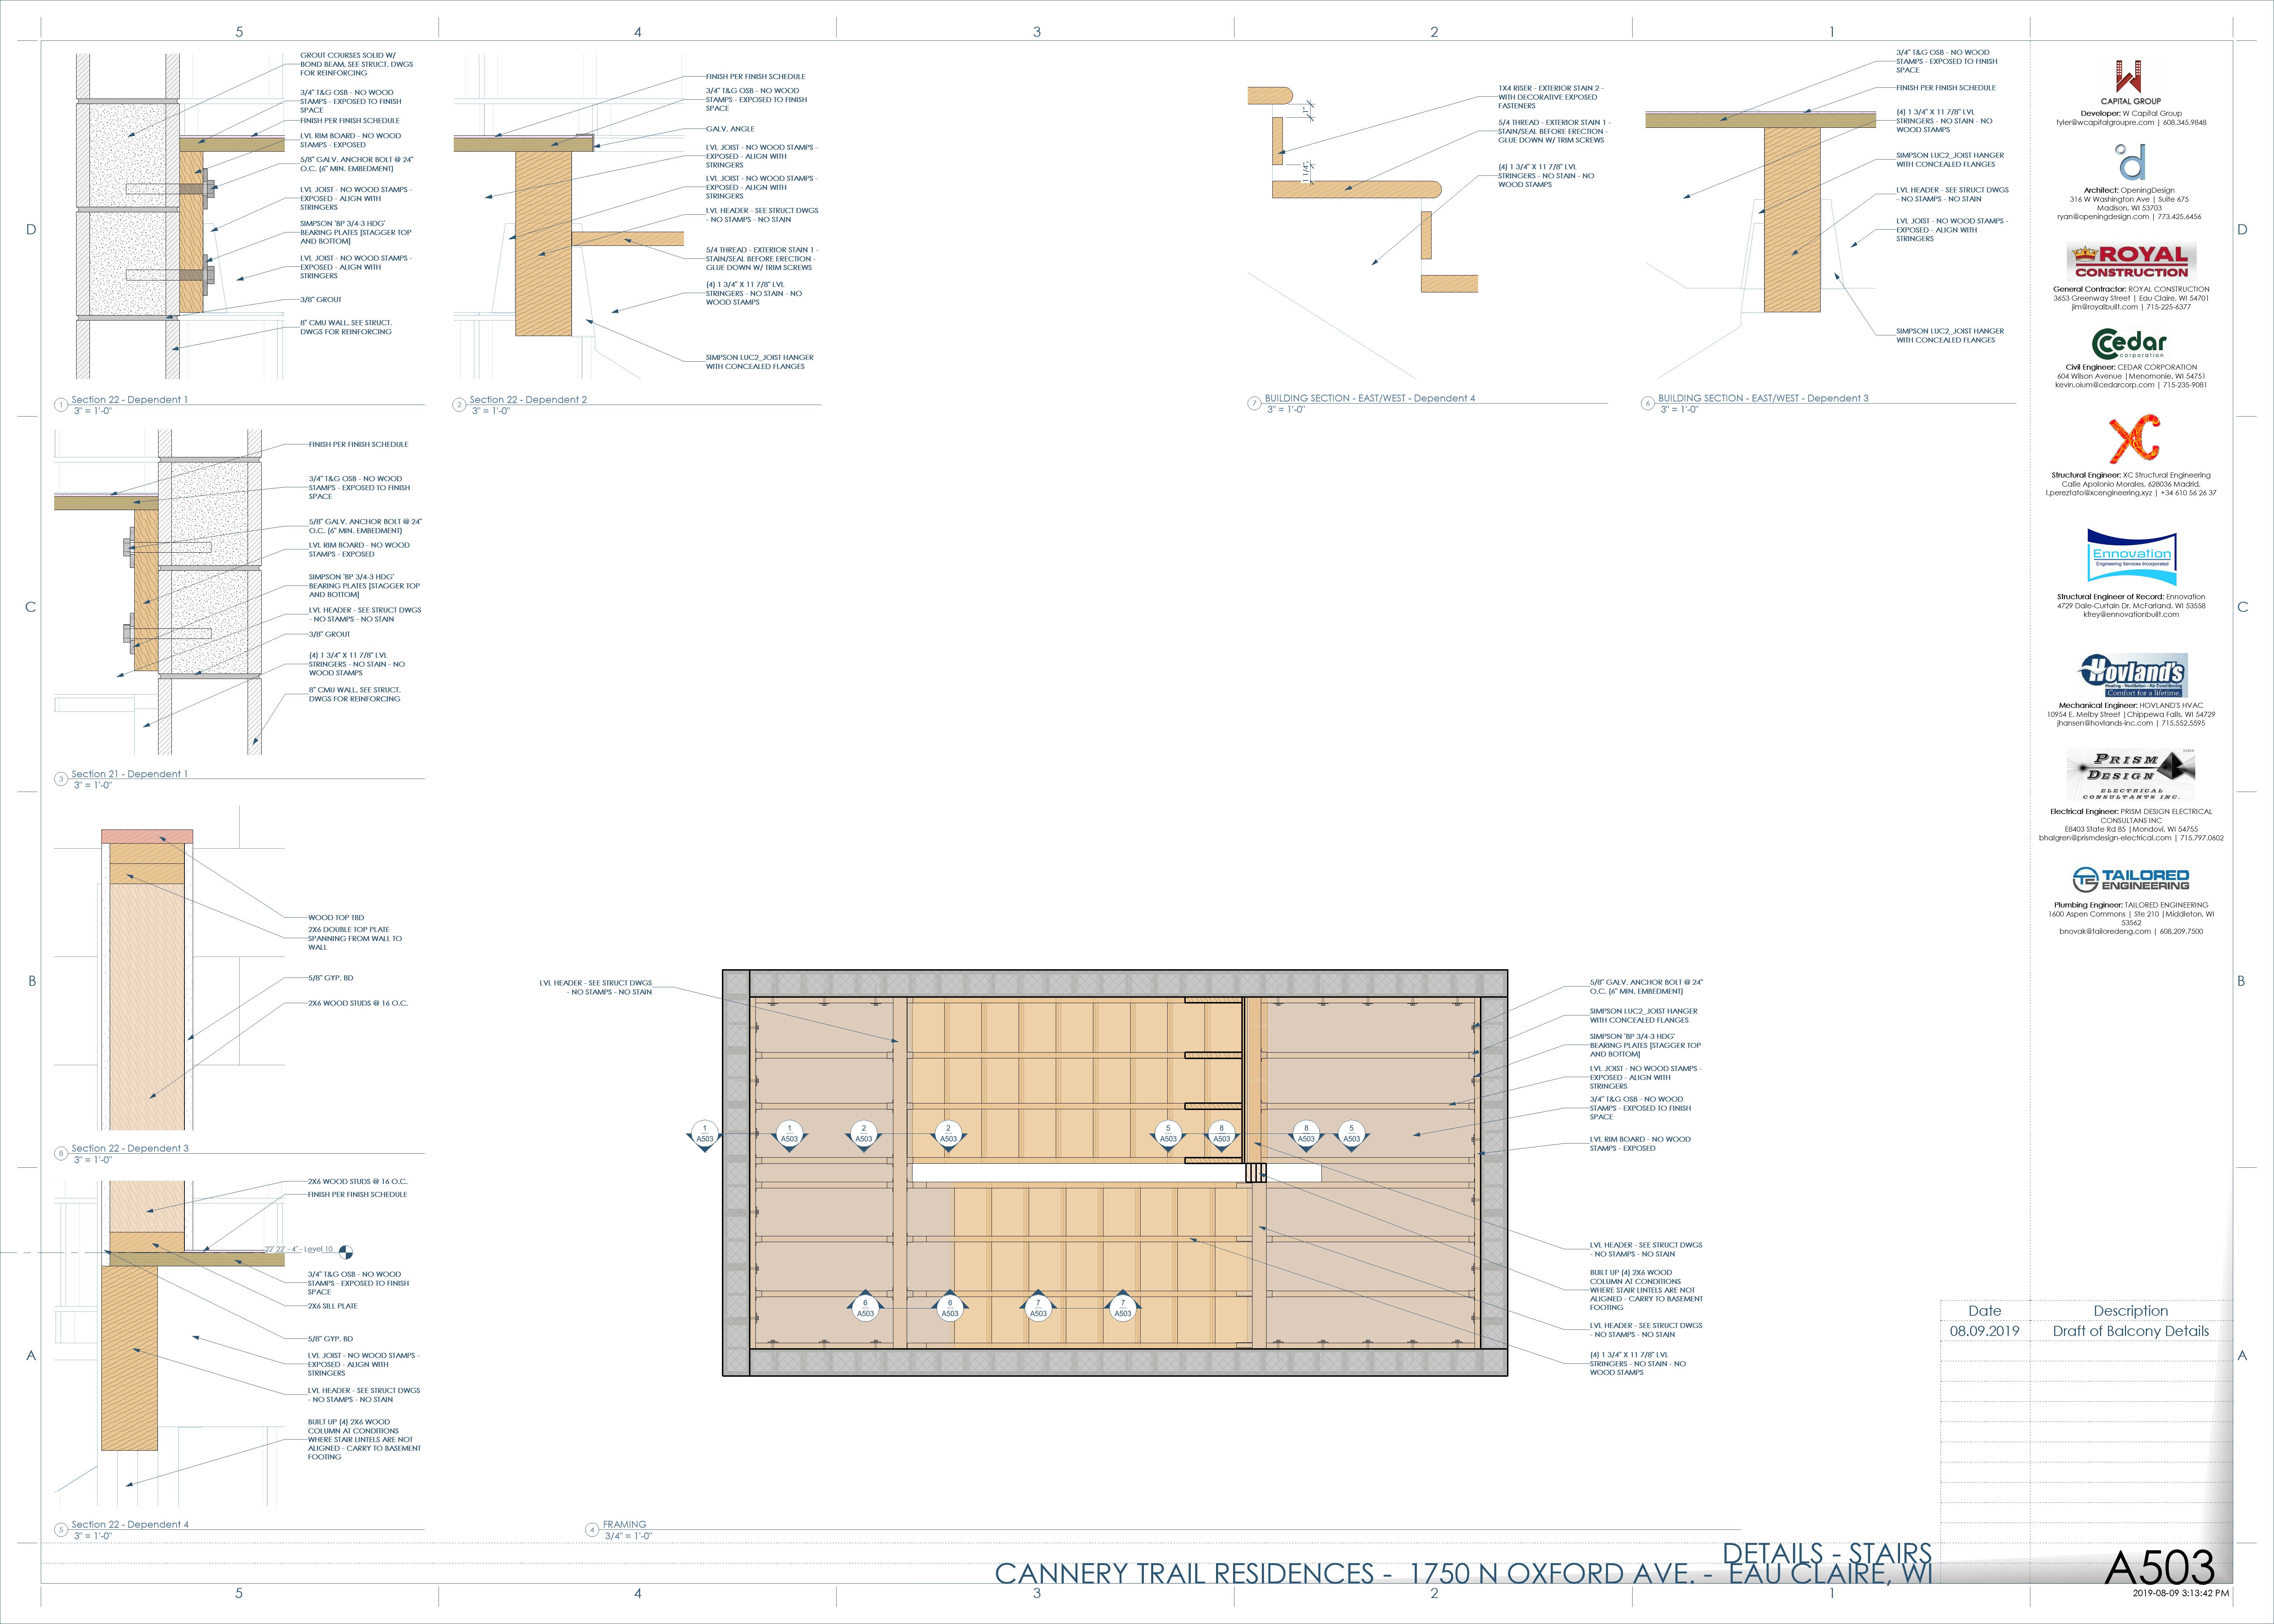 5
4
3
2
1
D
GROUT COURSES SOLID W/
BOND BEAM, SEE STRUCT. DWGS
FOR REINFORCING
3/4" T&G OSB - NO WOOD
STAMPS - EXPOSED TO FINISH
SPACE
FINISH PER FINISH SCHEDULE
LVL RIM BOARD - NO WOOD
STAMPS - EXPOSED
5/8" GALV. ANCHOR BOLT @ 24"
O.C. (6" MIN. EMBEDMENT)
LVL JOIST - NO WOOD STAMPS -
EXPOSED - ALIGN WITH
STRINGERS
SIMPSON 'BP 3/4-3 HDG'
BEARING PLATES [STAGGER TOP
AND BOTTOM]
LVL JOIST - NO WOOD STAMPS -
EXPOSED - ALIGN WITH
STRINGERS
3/8" GROUT
8" CMU WALL, SEE STRUCT.
DWGS FOR REINFORCING
1
Section 22 - Dependent 1
3" = 1'-0"
FINISH PER FINISH SCHEDULE
3/4" T&G OSB - NO WOOD
STAMPS - EXPOSED TO FINISH
SPACE
GALV. ANGLE
LVL JOIST - NO WOOD STAMPS -
EXPOSED - ALIGN WITH
STRINGERS
LVL JOIST - NO WOOD STAMPS -
EXPOSED - ALIGN WITH
STRINGERS
LVL HEADER - SEE STRUCT DWGS
- NO STAMPS - NO STAIN
5/4 THREAD - EXTERIOR STAIN 1 -
STAIN/SEAL BEFORE ERECTION -
GLUE DOWN W/ TRIM SCREWS
(4) 1 3/4" X 11 7/8" LVL
STRINGERS - NO STAIN - NO
WOOD STAMPS
SIMPSON LUC2_JOIST HANGER
WITH CONCEALED FLANGES
2
Section 22 - Dependent 2
3" = 1'-0"
1"
1 1/4"
1X4 RISER - EXTERIOR STAIN 2 -
WITH DECORATIVE EXPOSED
FASTENERS
5/4 THREAD - EXTERIOR STAIN 1 -
STAIN/SEAL BEFORE ERECTION -
GLUE DOWN W/ TRIM SCREWS
(4) 1 3/4" X 11 7/8" LVL
STRINGERS - NO STAIN - NO
WOOD STAMPS
7
BUILDING SECTION - EAST/WEST - Dependent 4
3" = 1'-0"
3/4" T&G OSB - NO WOOD
STAMPS - EXPOSED TO FINISH
SPACE
FINISH PER FINISH SCHEDULE
(4) 1 3/4" X 11 7/8" LVL
STRINGERS - NO STAIN - NO
WOOD STAMPS
SIMPSON LUC2_JOIST HANGER
WITH CONCEALED FLANGES
LVL HEADER - SEE STRUCT DWGS
- NO STAMPS - NO STAIN
LVL JOIST - NO WOOD STAMPS -
EXPOSED - ALIGN WITH
STRINGERS
SIMPSON LUC2_JOIST HANGER
WITH CONCEALED FLANGES
6
BUILDING SECTION - EAST/WEST - Dependent 3
3" = 1'-0"
D
C
FINISH PER FINISH SCHEDULE
3/4" T&G OSB - NO WOOD
STAMPS - EXPOSED TO FINISH
SPACE
5/8" GALV. ANCHOR BOLT @ 24"
O.C. (6" MIN. EMBEDMENT)
LVL RIM BOARD - NO WOOD
STAMPS - EXPOSED
SIMPSON 'BP 3/4-3 HDG'
BEARING PLATES [STAGGER TOP
AND BOTTOM]
LVL HEADER - SEE STRUCT DWGS
- NO STAMPS - NO STAIN
3/8" GROUT
(4) 1 3/4" X 11 7/8" LVL
STRINGERS - NO STAIN - NO
WOOD STAMPS
8" CMU WALL, SEE STRUCT.
DWGS FOR REINFORCING
3
Section 21 - Dependent 1
3" = 1'-0"
C
B
WOOD TOP TBD
2X6 DOUBLE TOP PLATE
SPANNING FROM WALL TO
WALL
5/8" GYP. BD
2X6 WOOD STUDS @ 16 O.C.
8
Section 22 - Dependent 3
3" = 1'-0"
B
A
2X6 WOOD STUDS @ 16 O.C.
FINISH PER FINISH SCHEDULE
22' 22' - 4" - Level 10
3/4" T&G OSB - NO WOOD
STAMPS - EXPOSED TO FINISH
SPACE
2X6 SILL PLATE
5/8" GYP. BD
LVL JOIST - NO WOOD STAMPS -
EXPOSED - ALIGN WITH
STRINGERS
LVL HEADER - SEE STRUCT DWGS
- NO STAMPS - NO STAIN
BUILT UP (4) 2X6 WOOD
COLUMN AT CONDITIONS
WHERE STAIR LINTELS ARE NOT
ALIGNED - CARRY TO BASEMENT
FOOTING
5
Section 22 - Dependent 4
3" = 1'-0"
LVL HEADER - SEE STRUCT DWGS
- NO STAMPS - NO STAIN
1
A503
1
A503
2
A503
2
A503
5
A503
8
A503
8
A503
5
A503
6
A503
6
A503
7
A503
7
A503
5/8" GALV. ANCHOR BOLT @ 24"
O.C. (6" MIN. EMBEDMENT)
SIMPSON LUC2_JOIST HANGER
WITH CONCEALED FLANGES
SIMPSON 'BP 3/4-3 HDG'
BEARING PLATES [STAGGER TOP
AND BOTTOM]
LVL JOIST - NO WOOD STAMPS -
EXPOSED - ALIGN WITH
STRINGERS
3/4" T&G OSB - NO WOOD
STAMPS - EXPOSED TO FINISH
SPACE
LVL RIM BOARD - NO WOOD
STAMPS - EXPOSED
LVL HEADER - SEE STRUCT DWGS
- NO STAMPS - NO STAIN
BUILT UP (4) 2X6 WOOD
COLUMN AT CONDITIONS
WHERE STAIR LINTELS ARE NOT
ALIGNED - CARRY TO BASEMENT
FOOTING
LVL HEADER - SEE STRUCT DWGS
- NO STAMPS - NO STAIN
(4) 1 3/4" X 11 7/8" LVL
STRINGERS - NO STAIN - NO
WOOD STAMPS
4
FRAMING
3/4" = 1'-0"
A
CAPITAL GROUP
Developer: W Capital Group
tyler@wcapitalgroupre.com | 608.345.9848
d
Architect: OpeningDesign
316 W Washington Ave | Suite 675
Madison, WI 53703
ryan@openingdesign.com | 773.425.6456
ROYAL
CONSTRUCTION
General Contractor: ROYAL CONSTRUCTION
3653 Greenway Street | Eau Claire, WI 54701
jim@royalbuilt.com | 715-225-6377
Cedar
corporation
Civil Engineer: CEDAR CORPORATION
604 Wilson Avenue |Menomonie, WI 54751
kevin.oium@cedarcorp.com | 715-235-9081
XC
Structural Engineer: XC Structural Engineering
Calle Apolonio Morales, 628036 Madrid,
l.pereztato@xcengineering.xyz | +34 610 56 26 37
Ennovation
Engineering Services Incorporated
Structural Engineer of Record: Ennovation
4729 Dale-Curtain Dr, McFarland, WI 53558
kfrey@ennovationbuilt.com
Hovland's
Heating - Ventilation - Air Conditioning
Comfort for a lifetime.
Mechanical Engineer: HOVLAND'S HVAC
10954 E. Melby Street |Chippewa Falls, WI 54729
jhansen@hovlands-inc.com | 715.552.5595
PRISM
DESIGN
ELECTRICAL
CONSULTANTS INC.
Electrical Engineer: PRISM DESIGN ELECTRICAL
CONSULTANS INC
E8403 State Rd 85 |Mondovi, WI 54755
bhalgren@prismdesign-electrical.com | 715.797.0602
TE TAILORED
ENGINEERING
Plumbing Engineer: TAILORED ENGINEERING
1600 Aspen Commons | Ste 210 |Middleton, WI
53562
bnovak@tailoredeng.com | 608.209.7500
Date
Description
08.09.2019
Draft of Balcony Details
DETAILS - STAIRS
CANNERY TRAIL RESIDENCES - 1750 N OXFORD AVE. - EAU CLAIRE, WI
A503
2019-08-09 3:13:42 PM
5
4
3
2
1